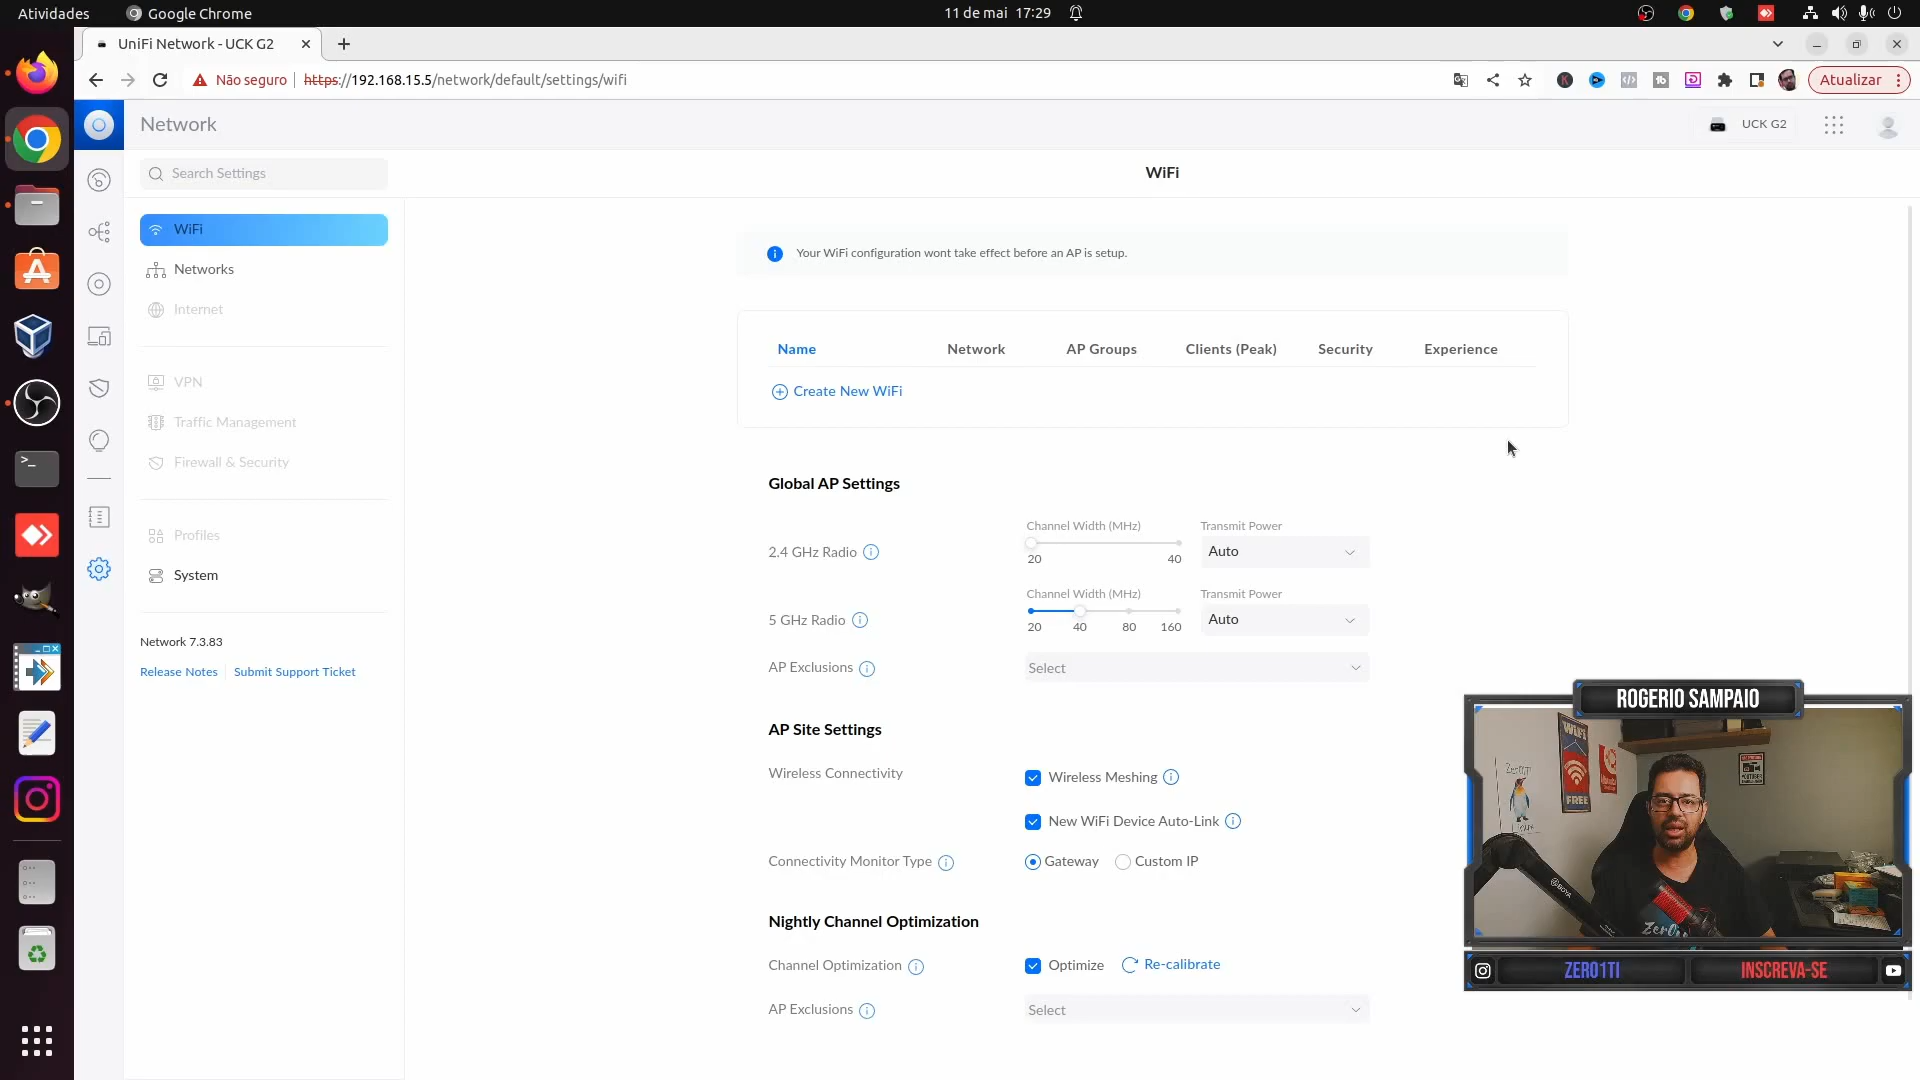 Atividades
Google Chrome
11 de mai 17:29
UniFi Network - UCK G2
Não seguro
https://192.168.15.5/network/default/settings/wifi
Atualizar
Network
UCK G2
Search Settings
WiFi
WiFi
Networks
Internet
VPN
Traffic Management
Firewall & Security
Profiles
System
Network 7.3.83
Release Notes
Submit Support Ticket
Your WiFi configuration wont take effect before an AP is setup.
Name Network AP Groups Clients (Peak) Security Experience
Create New WiFi
Global AP Settings
Channel Width (MHz) Transmit Power
2.4 GHz Radio
Auto
20 40
Channel Width (MHz) Transmit Power
5 GHz Radio
Auto
20 40 80 160
AP Exclusions
Select
AP Site Settings
Wireless Connectivity
Wireless Meshing
New WiFi Device Auto-Link
Connectivity Monitor Type
Gateway
Custom IP
Nightly Channel Optimization
Channel Optimization
Optimize
Re-calibrate
AP Exclusions
Select
ROGERIO SAMPAIO
FREE
BOYA
ZERO1TI
INSCREVA-SE